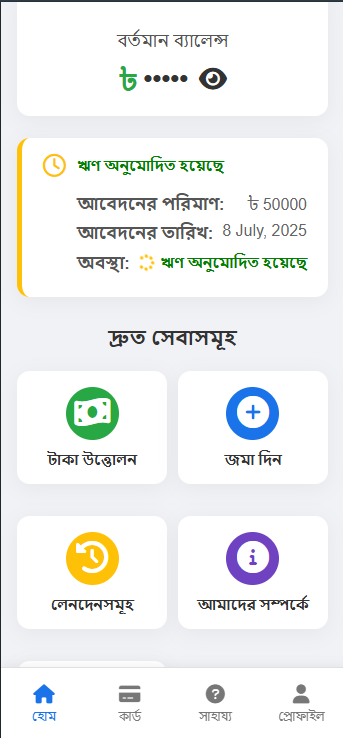 বর্তমান ব্যালেন্স
৳ •••••
ঋণ অনুমোদিত হয়েছে
আবেদনের পরিমাণ: ৳ 50000
আবেদনের তারিখ: 8 July, 2025
অবস্থা: ঋণ অনুমোদিত হয়েছে
দ্রুত সেবাসমূহ
টাকা উত্তোলন জমা দিন
লেনদেনসমূহ আমাদের সম্পর্কে
হোম কার্ড সাহায্য প্রোফাইল